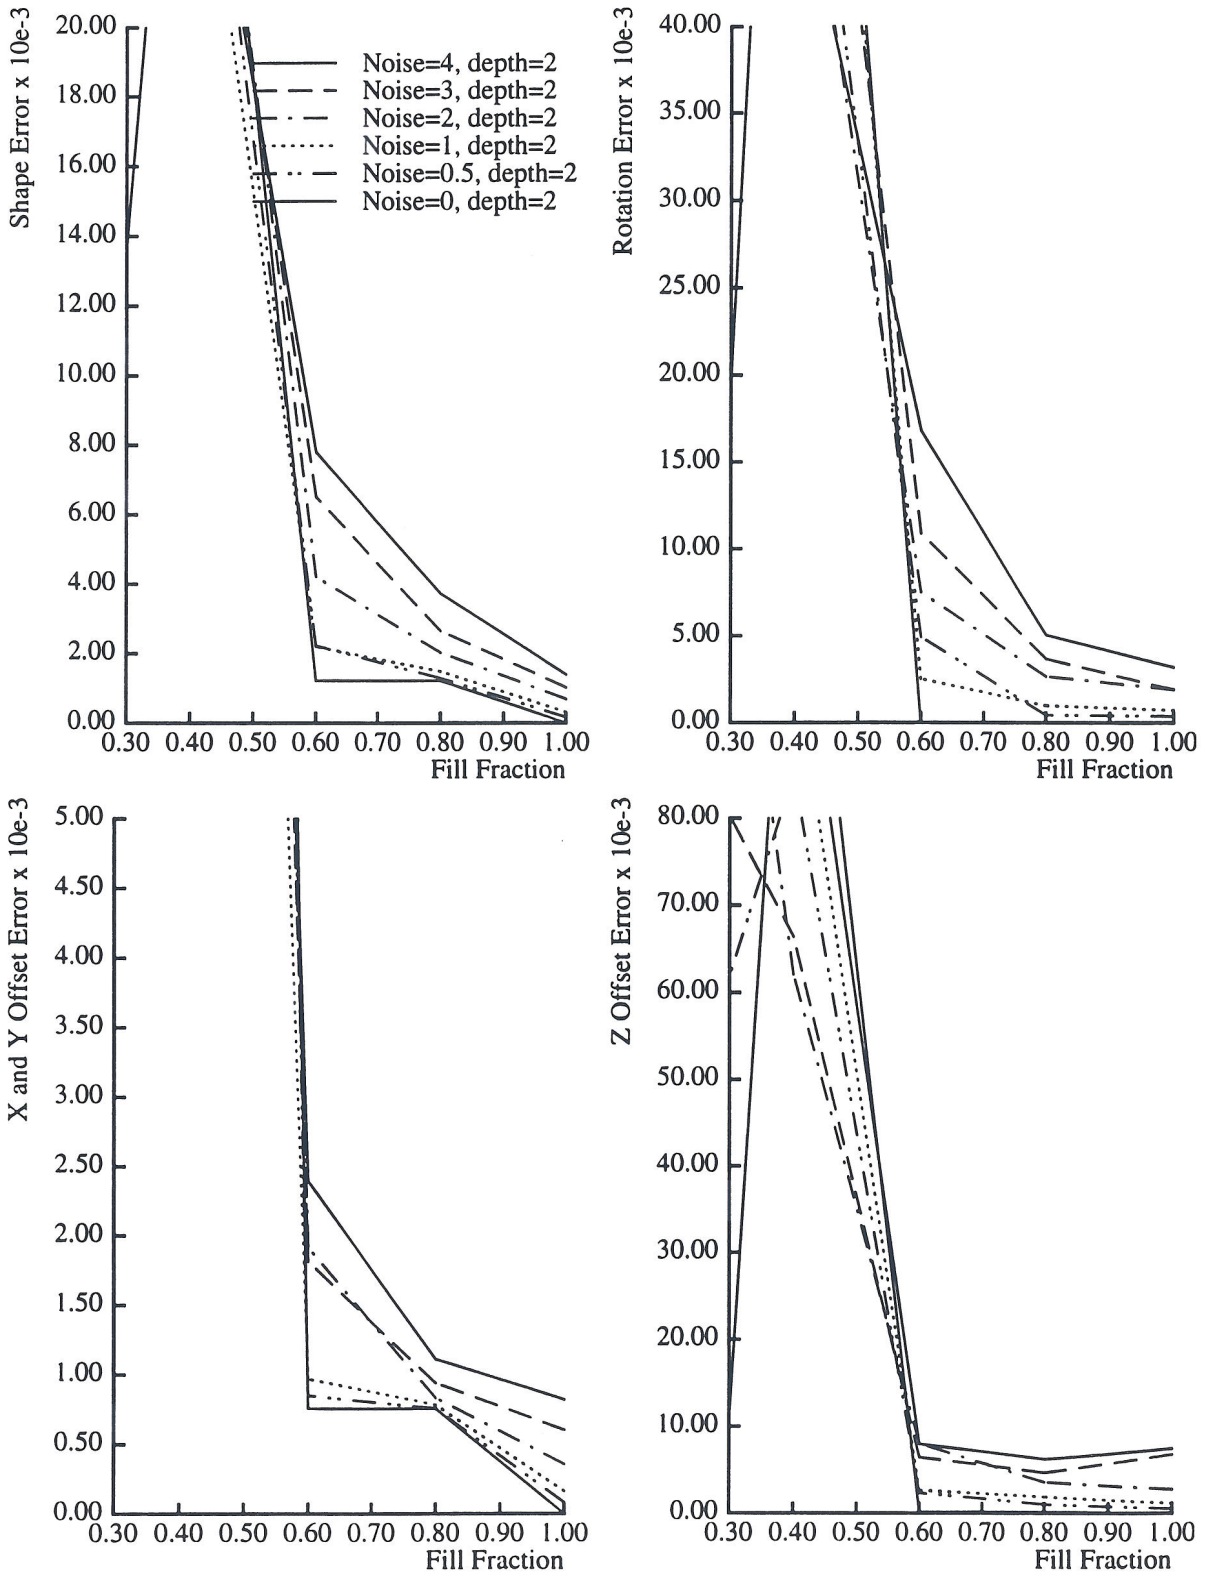 Shape Error x 10e-3
20.00
18.00
16.00
14.00
12.00
10.00
8.00
6.00
4.00
2.00
0.00
Noise=4, depth=2
Noise=3, depth=2
Noise=2, depth=2
Noise=1, depth=2
Noise=0.5, depth=2
Noise=0, depth=2
0.30 0.40 0.50 0.60 0.70 0.80 0.90 1.00
Fill Fraction
Rotation Error x 10e-3
40.00
35.00
30.00
25.00
20.00
15.00
10.00
5.00
0.00
0.30 0.40 0.50 0.60 0.70 0.80 0.90 1.00
Fill Fraction
X and Y Offset Error x 10e-3
5.00
4.50
4.00
3.50
3.00
2.50
2.00
1.50
1.00
0.50
0.00
0.30 0.40 0.50 0.60 0.70 0.80 0.90 1.00
Fill Fraction
Z Offset Error x 10e-3
80.00
70.00
60.00
50.00
40.00
30.00
20.00
10.00
0.00
0.30 0.40 0.50 0.60 0.70 0.80 0.90 1.00
Fill Fraction